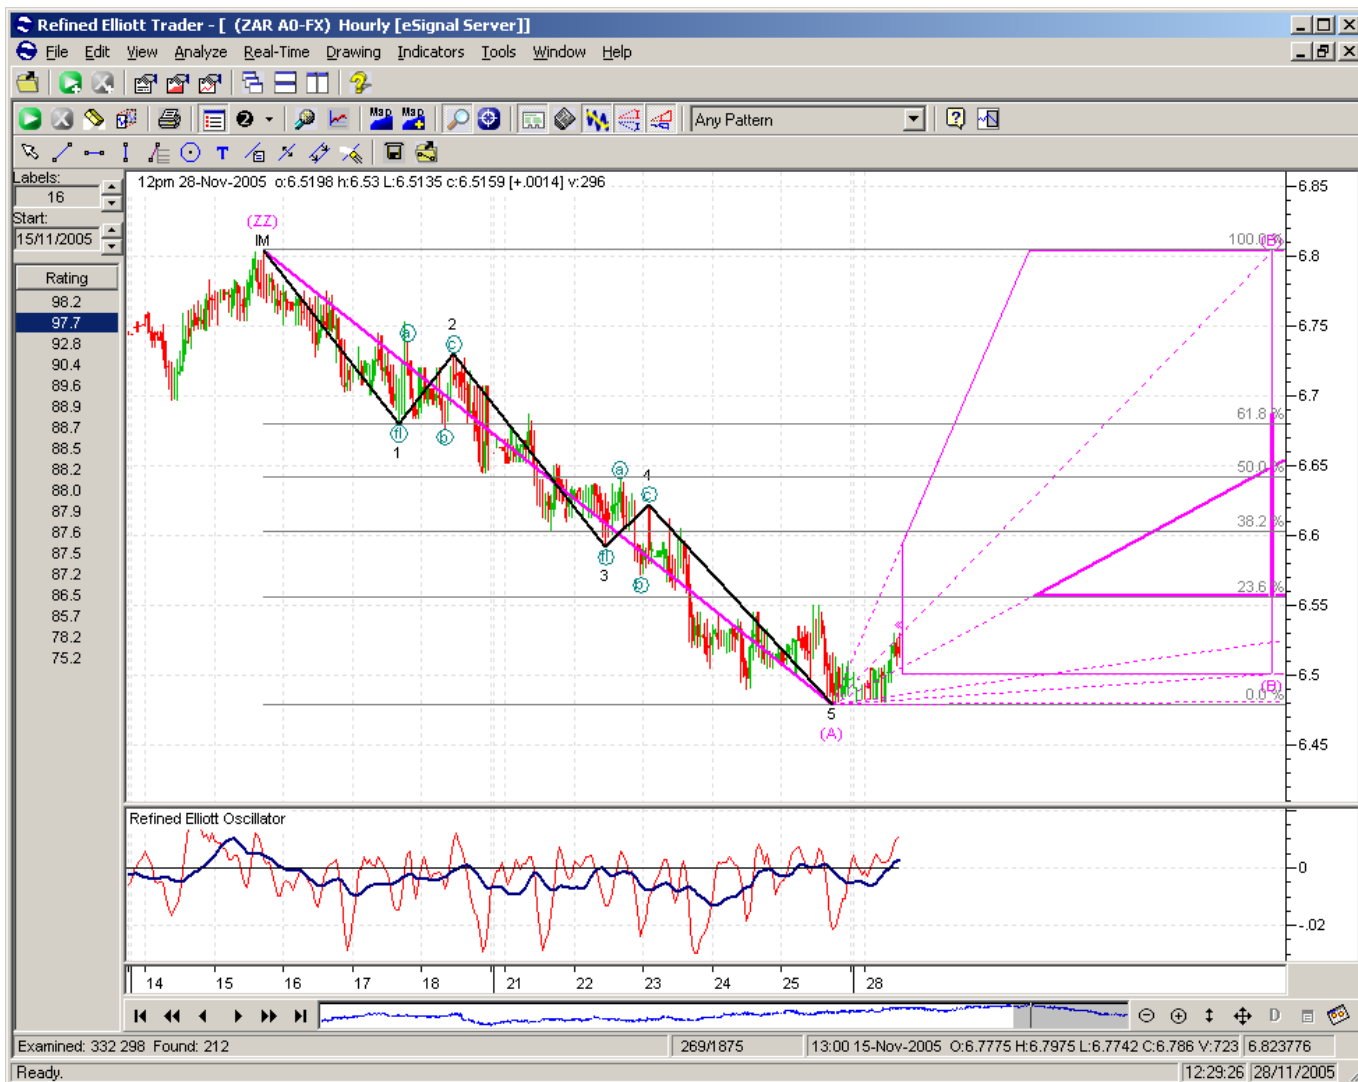 Refined Elliott Trader - [ (ZAR A0-FX) Hourly [eSignal Server]]
File Edit View Analyze Real-Time Drawing Indicators Tools Window Help
Map Map Any Pattern
T
Labels:
16
Start:
15/11/2005
Rating
98.2
97.7
92.8
90.4
89.6
88.9
88.7
88.5
88.2
88.0
87.9
87.6
87.5
87.2
86.5
85.7
78.2
75.2
12pm 28-Nov-2005 o:6.5198 h:6.53 L:6.5135 c:6.5159 [+.0014] v:296
6.85
(ZZ)
IM
100.0 %
(B)
6.8
6.75
a
2
c
6.7
61.8 %
fl
b
1
6.65
50.0 %
a
4
c
6.6
38.2 %
fl
3
b
23.6 %
6.55
6.5
(B)
0.0 %
5
(A)
6.45
Refined Elliott Oscillator
0
-.02
14 15 16 17 18 21 22 23 24 25 28
D
Examined: 332 298 Found: 212
269/1875
13:00 15-Nov-2005 O:6.7775 H:6.7975 L:6.7742 C:6.786 V:723
6.823776
Ready.
12:29:26 28/11/2005